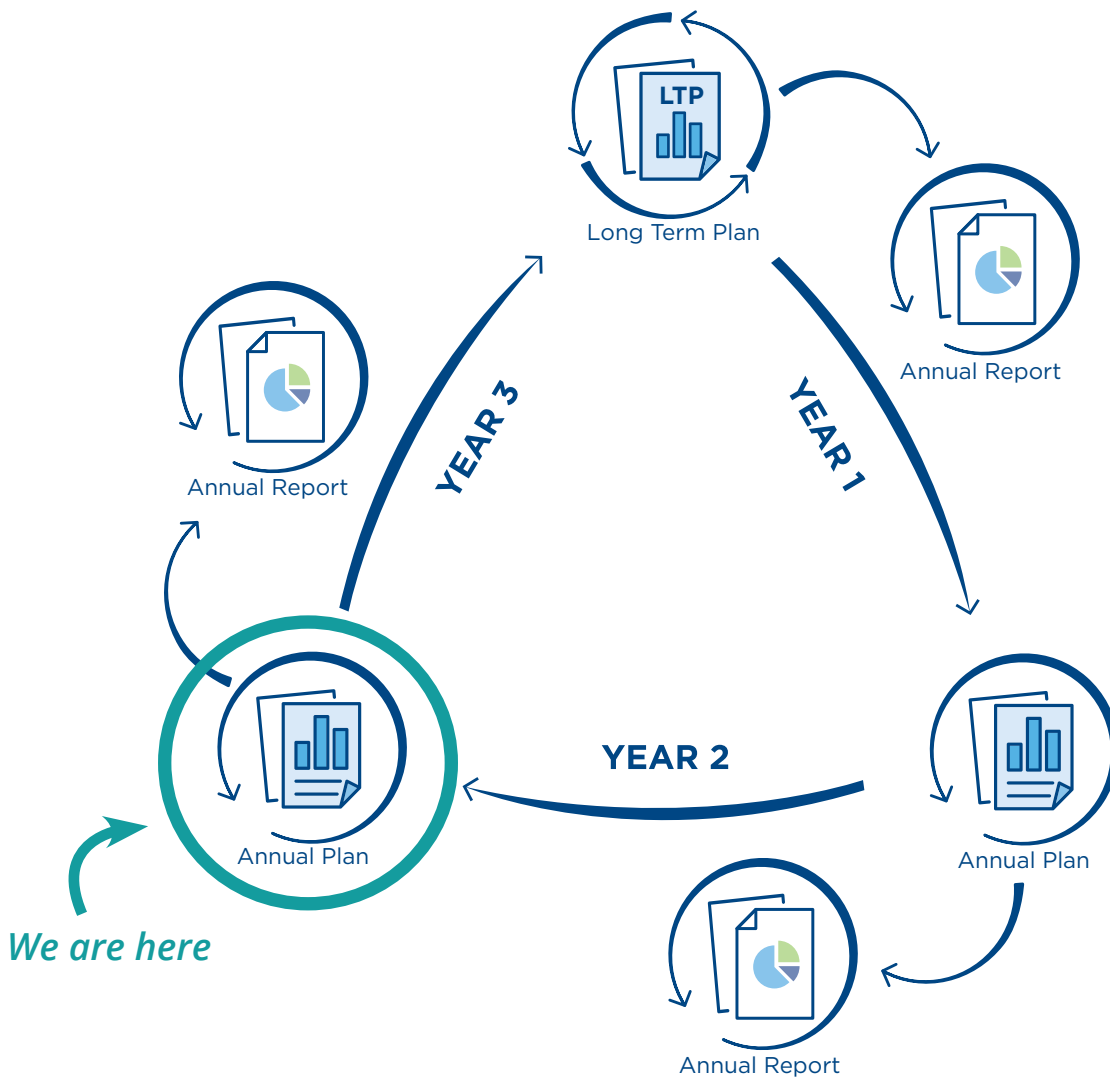 LTP
Long Term Plan
Annual Report
YEAR 1
YEAR 3
Annual Report
YEAR 2
Annual Plan
Annual Plan
We are here
Annual Report